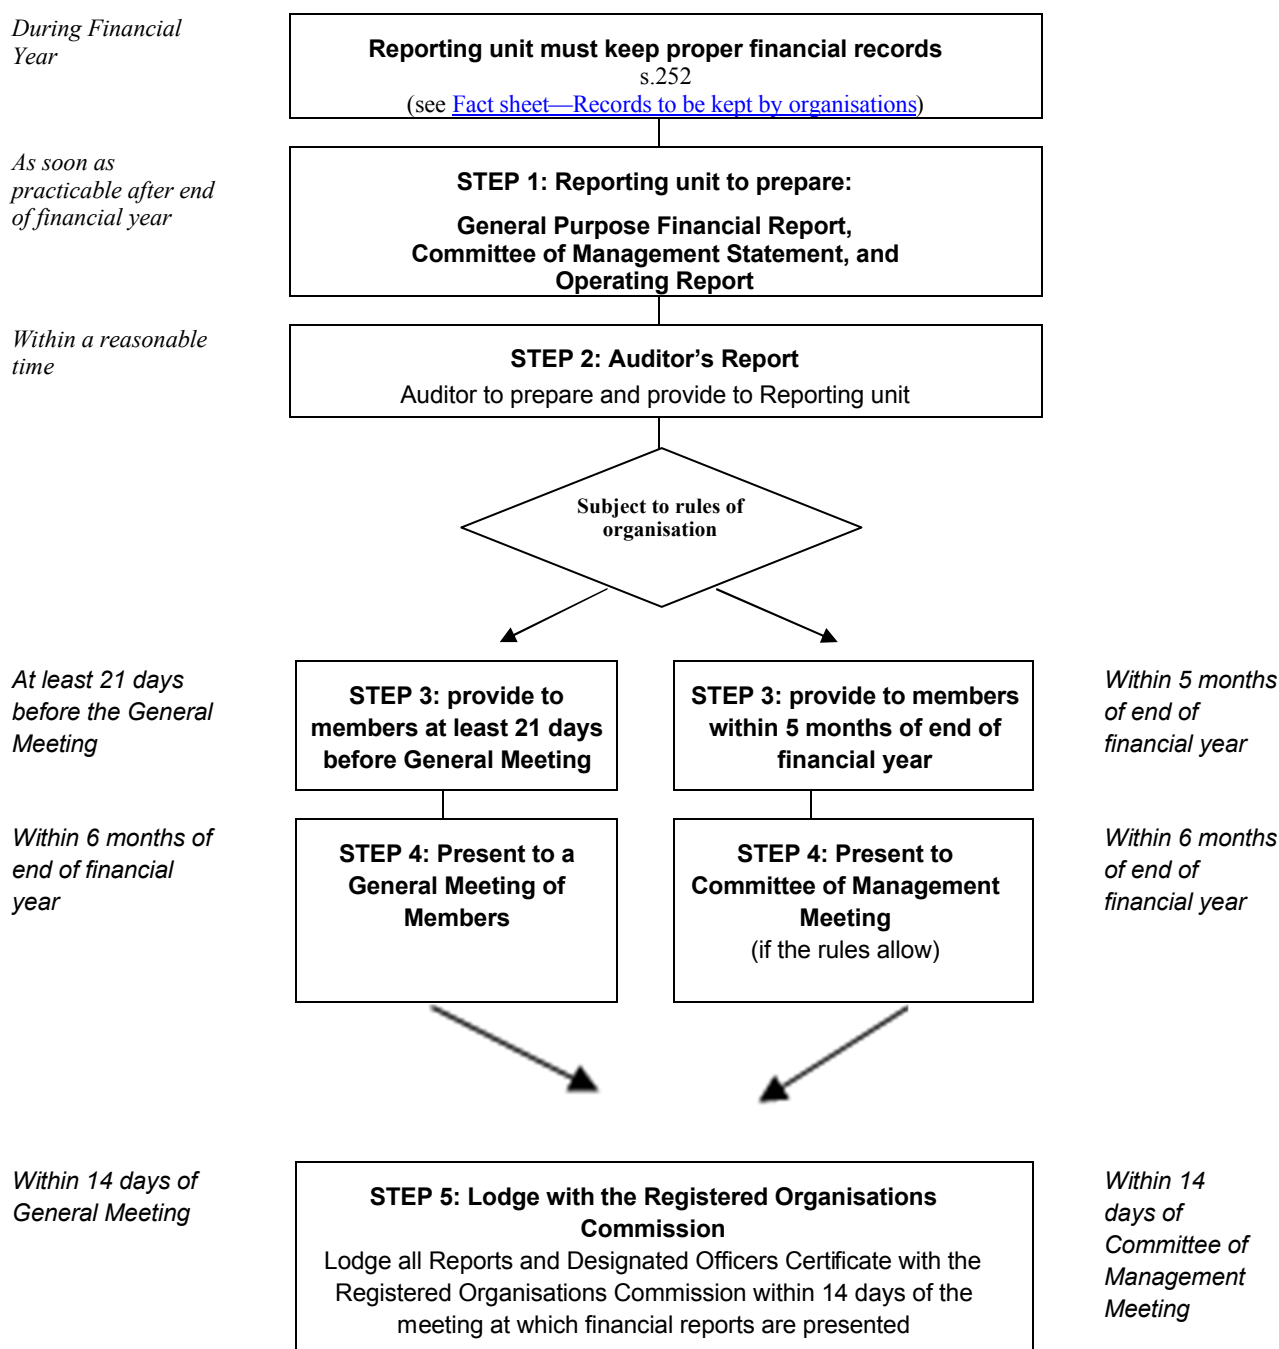 During Financial
Year
Reporting unit must keep proper financial records
s.252
(see Fact sheet—Records to be kept by organisations)
As soon as
practicable after end
of financial year
STEP 1: Reporting unit to prepare:
General Purpose Financial Report,
Committee of Management Statement, and
Operating Report
Within a reasonable
time
STEP 2: Auditor’s Report
Auditor to prepare and provide to Reporting unit
Subject to rules of
organisation
At least 21 days
before the General
Meeting
STEP 3: provide to
members at least 21 days
before General Meeting
STEP 3: provide to members
within 5 months of end of
financial year
Within 5 months
of end of
financial year
Within 6 months of
end of financial
year
STEP 4: Present to a
General Meeting of
Members
STEP 4: Present to
Committee of Management
Meeting
(if the rules allow)
Within 6 months
of end of
financial year
Within 14 days of
General Meeting
STEP 5: Lodge with the Registered Organisations
Commission
Lodge all Reports and Designated Officers Certificate with the
Registered Organisations Commission within 14 days of the
meeting at which financial reports are presented
Within 14
days of
Committee of
Management
Meeting